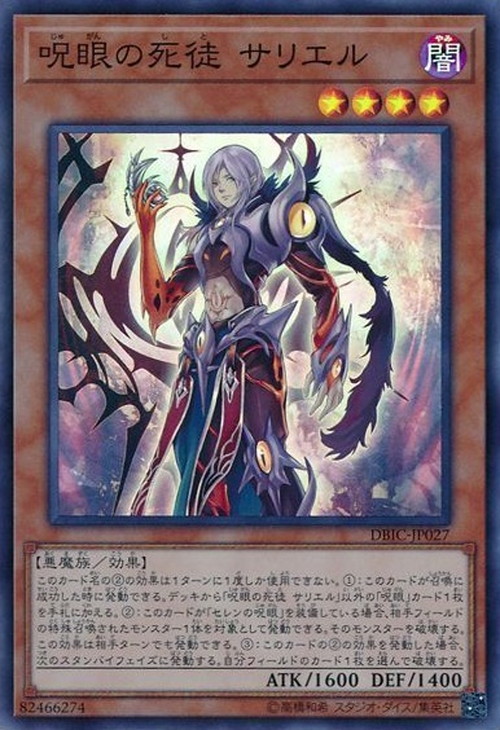 呪眼の死徒 サリエル
闇
DBIC-JP027
【悪魔族／効果】
このカード名の②の効果は１ターンに１度しか使用できない。①：このカードが召喚に
成功した時に発動できる。デッキから「呪眼の死徒 サリエル」以外の「呪眼」カード１枚
を手札に加える。②：このカードが「セレンの呪眼」を装備している場合、相手フィールド
の特殊召喚されたモンスター1体を対象として発動できる。そのモンスターを破壊する。
この効果は相手ターンでも発動できる。③：このカードの②の効果を発動した場合、
次のスタンバイフェイズに発動する。自分フィールドのカード１枚を選んで破壊する。
ATK/1600 DEF/1400
82466274
©高橋和希 スタジオ・ダイス/集英社